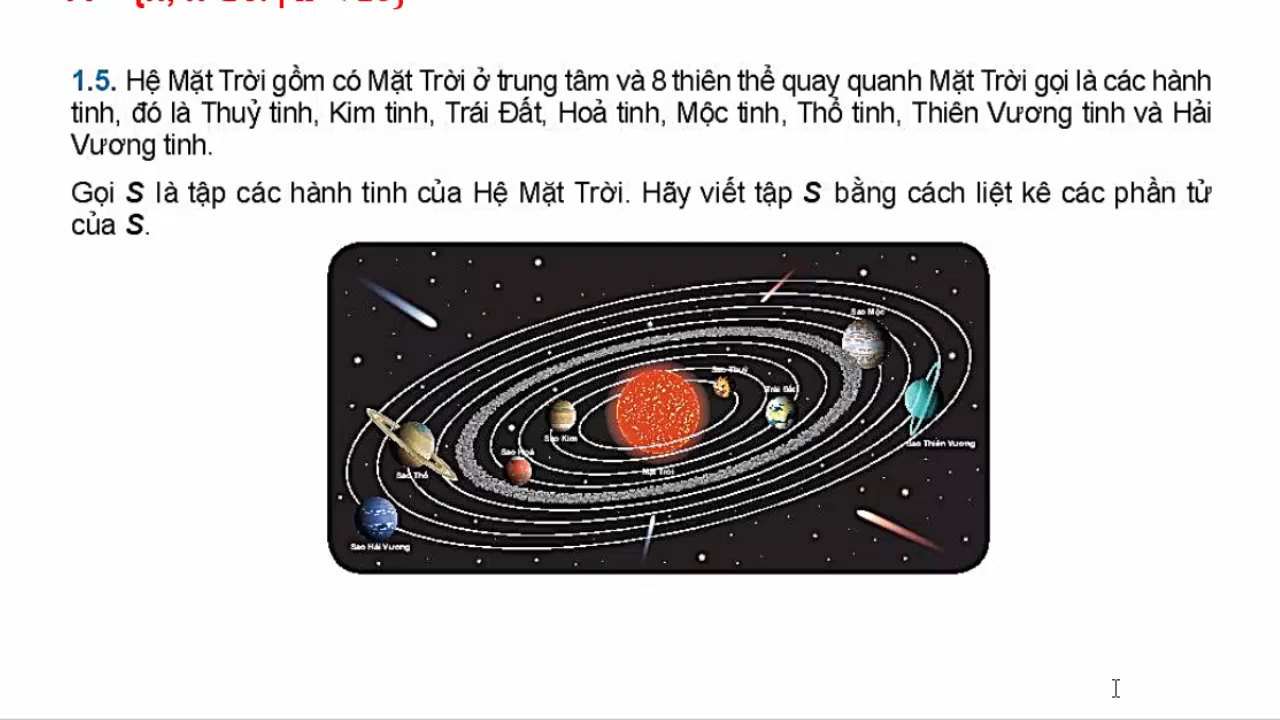 1.5. Hệ Mặt Trời gồm có Mặt Trời ở trung tâm và 8 thiên thể quay quanh Mặt Trời gọi là các hành
tinh, đó là Thuỷ tinh, Kim tinh, Trái Đất, Hoả tinh, Mộc tinh, Thổ tinh, Thiên Vương tinh và Hải
Vương tinh.
Gọi S là tập các hành tinh của Hệ Mặt Trời. Hãy viết tập S bằng cách liệt kê các phần tử
của S.
Sao Mộc
Sao Thuỷ
Trái Đất
Sao Kim
Sao Thiên Vương
Sao Hoả
Mặt Trời
Sao Thổ
Sao Hải Vương